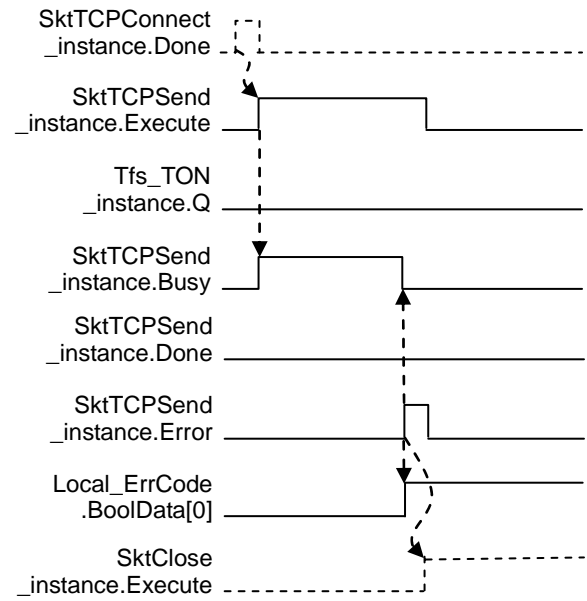 SktTCPConnect
_instance.Done
SktTCPSend
_instance.Execute
Tfs_TON
_instance.Q
SktTCPSend
_instance.Busy
SktTCPSend
_instance.Done
SktTCPSend
_instance.Error
Local_ErrCode
.BoolData[0]
SktClose
_instance.Execute